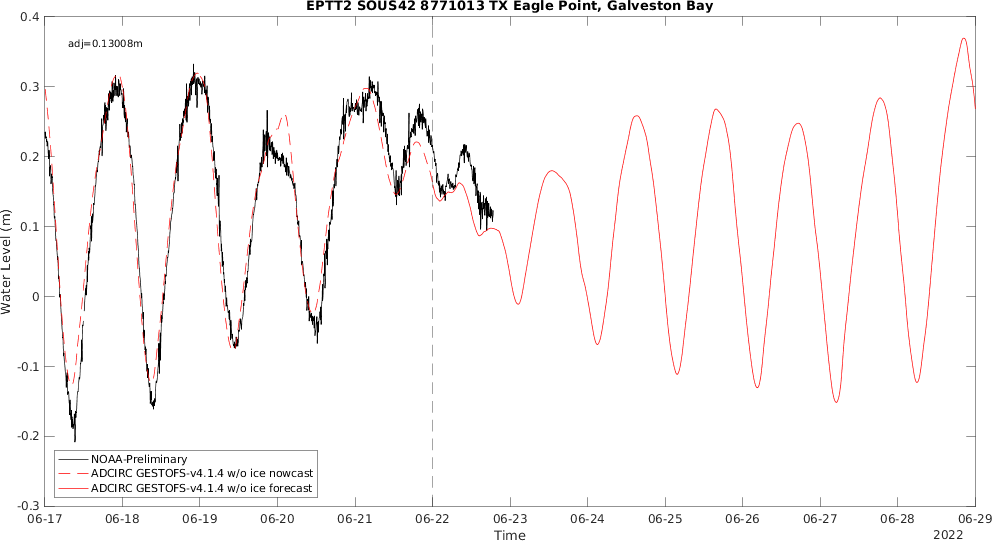 EPTT2 SOUS42 8771013 TX Eagle Point, Galveston Bay
adj=0.13008m
0.4
0.3
0.2
0.1
0
-0.1
-0.2
-0.3
Water Level (m)
NOAA-Preliminary
ADCIRC GESTOFS-v4.1.4 w/o ice nowcast
ADCIRC GESTOFS-v4.1.4 w/o ice forecast
06-17 06-18 06-19 06-20 06-21 06-22 06-23 06-24 06-25 06-26 06-27 06-28 06-29
Time 2022